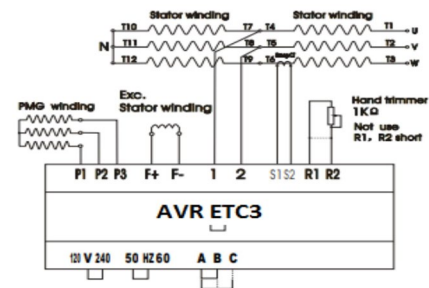 Stator winding Stator winding
T10 T7 T4 T1 U
N T11 T8 T5 T2 V
T12 T9 T6 T3 W
PMG winding
Exc.
Stator winding
Hand trimmer
1KΩ
Not use
R1, R2 short
P1 P2 P3 F+ F- 1 2 S1 S2 R1 R2
AVR ETC3
120 V 240 50 HZ 60 A B C